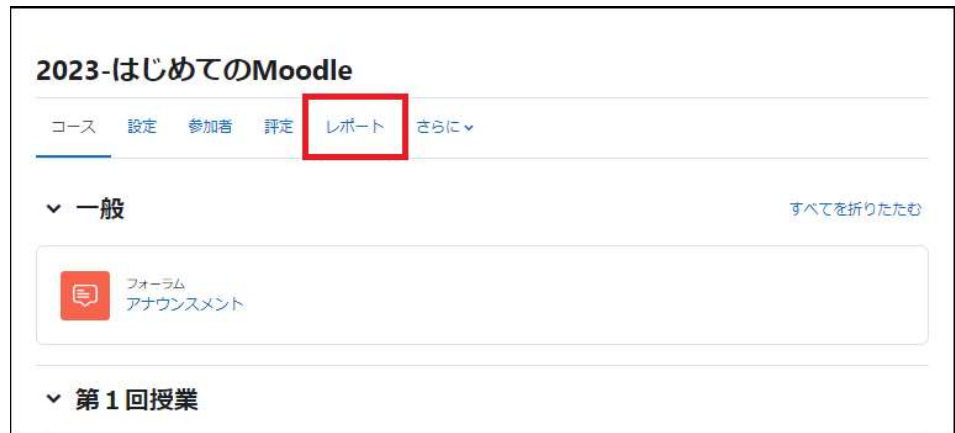 2023-はじめてのMoodle
コース 設定 参加者 評定 レポート さらに
一般 すべてを折りたたむ
フォーラム
アナウンスメント
第1回授業